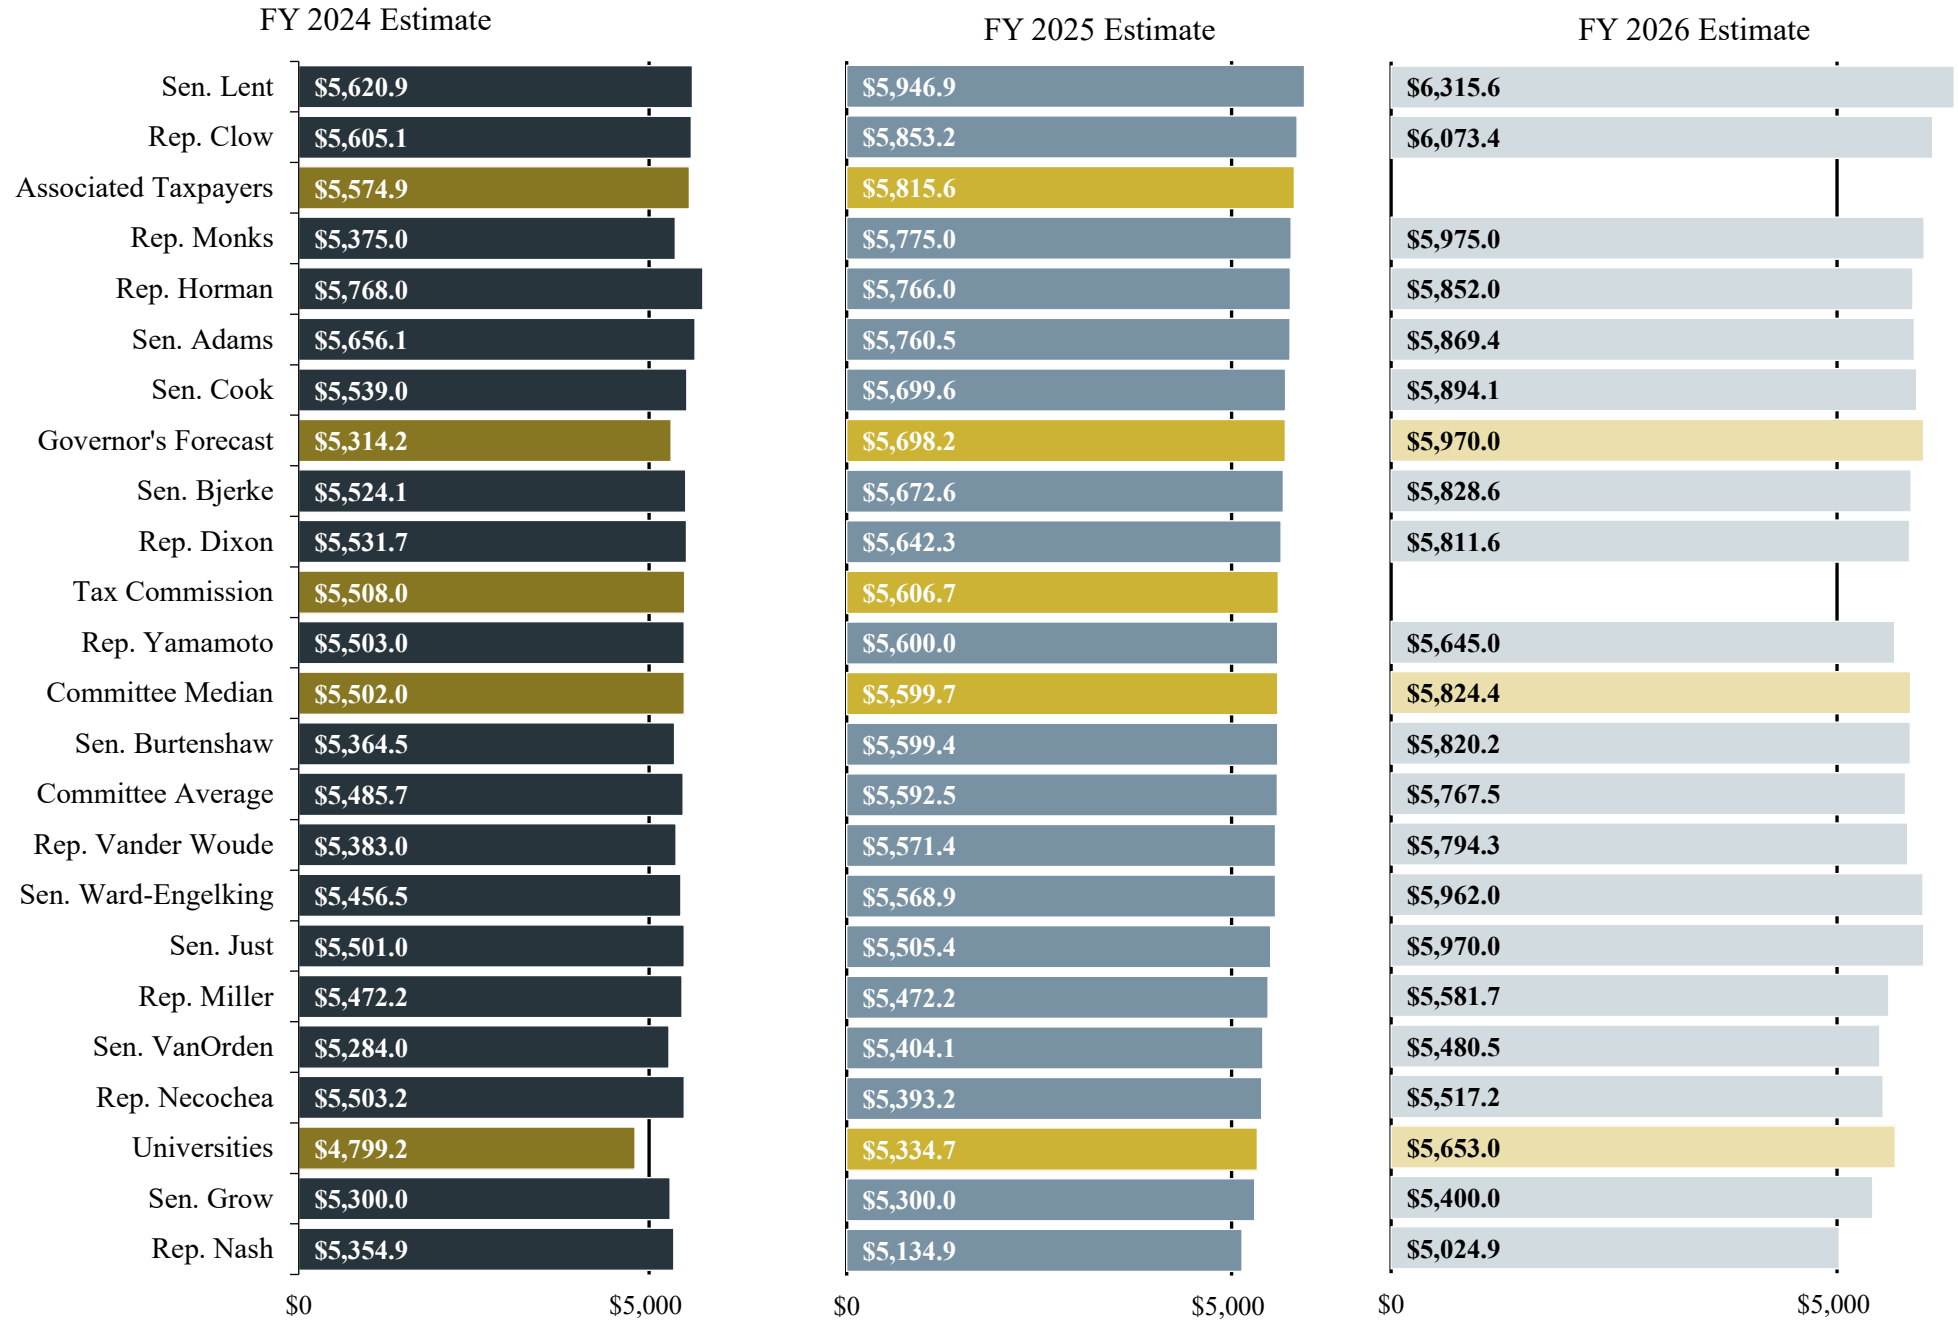 FY 2024 Estimate FY 2025 Estimate FY 2026 Estimate
Sen. Lent $5,620.9 $5,946.9 $6,315.6
Rep. Clow $5,605.1 $5,853.2 $6,073.4
Associated Taxpayers $5,574.9 $5,815.6
Rep. Monks $5,375.0 $5,775.0 $5,975.0
Rep. Horman $5,768.0 $5,766.0 $5,852.0
Sen. Adams $5,656.1 $5,760.5 $5,869.4
Sen. Cook $5,539.0 $5,699.6 $5,894.1
Governor's Forecast $5,314.2 $5,698.2 $5,970.0
Sen. Bjerke $5,524.1 $5,672.6 $5,828.6
Rep. Dixon $5,531.7 $5,642.3 $5,811.6
Tax Commission $5,508.0 $5,606.7
Rep. Yamamoto $5,503.0 $5,600.0 $5,645.0
Committee Median $5,502.0 $5,599.7 $5,824.4
Sen. Burtenshaw $5,364.5 $5,599.4 $5,820.2
Committee Average $5,485.7 $5,592.5 $5,767.5
Rep. Vander Woude $5,383.0 $5,571.4 $5,794.3
Sen. Ward-Engelking $5,456.5 $5,568.9 $5,962.0
Sen. Just $5,501.0 $5,505.4 $5,970.0
Rep. Miller $5,472.2 $5,472.2 $5,581.7
Sen. VanOrden $5,284.0 $5,404.1 $5,480.5
Rep. Necochea $5,503.2 $5,393.2 $5,517.2
Universities $4,799.2 $5,334.7 $5,653.0
Sen. Grow $5,300.0 $5,300.0 $5,400.0
Rep. Nash $5,354.9 $5,134.9 $5,024.9
$0 $5,000 $0 $5,000 $0 $5,000